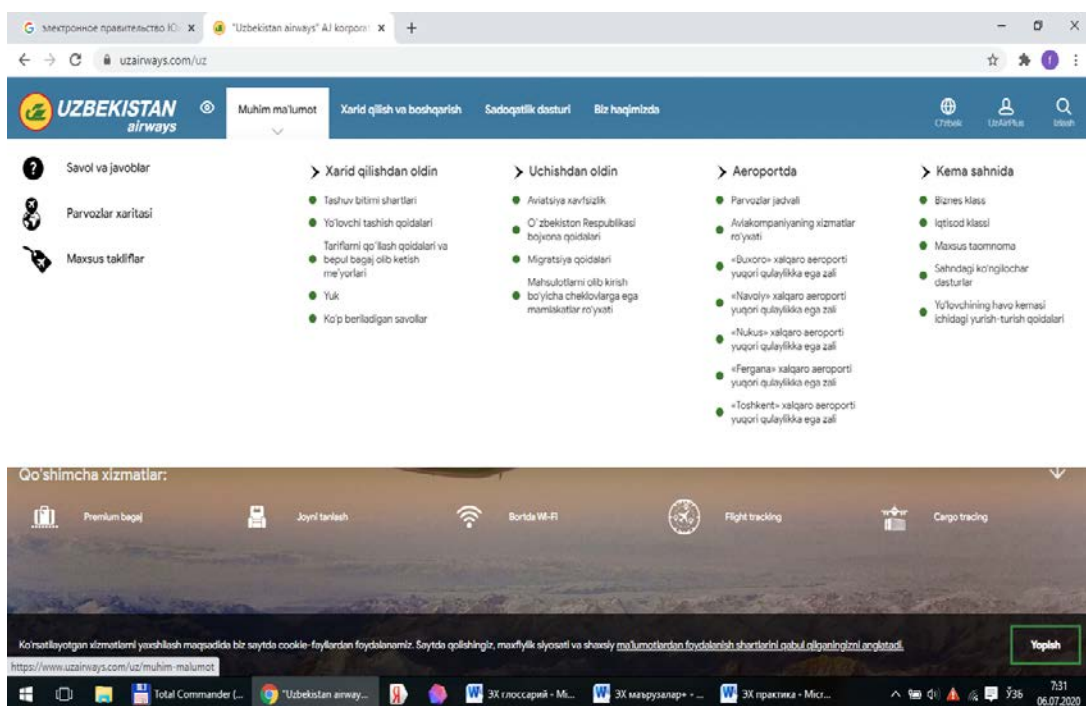 электронное правительство Ю
"Uzbekistan airways" AJ korporat
uzairways.com/uz
UZBEKISTAN
airways
Muhim ma'lumot
Xarid qilish va boshqarish
Sadoqatlik dasturi
Biz haqimizda
O'zbek
UzAirPlus
Izlash
Savol va javoblar
Parvozlar xaritasi
Maxsus takliflar
Xarid qilishdan oldin
Tashuv bitimi shartlari
Yo'lovchi tashish qoidalari
Tariflarni qo'llash qoidalari va
bepul bagaj olib ketish
me'yorlari
Yuk
Ko'p beriladigan savollar
Uchishdan oldin
Aviatsiya xavfsizlik
O`zbekiston Respublikasi
bojxona qoidalari
Migratsiya qoidalari
Mahsulotlarni olib kirish
bo'yicha cheklovlarga ega
mamlakatlar ro'yxati
Aeroportda
Parvozlar jadvali
Aviakompaniyaning xizmatlar
ro'yxati
«Buxoro» xalqaro aeroporti
yuqori qulaylikka ega zali
«Navoiy» xalqaro aeroporti
yuqori qulaylikka ega zali
«Nukus» xalqaro aeroporti
yuqori qulaylikka ega zali
«Fergana» xalqaro aeroporti
yuqori qulaylikka ega zali
«Toshkent» xalqaro aeroporti
yuqori qulaylikka ega zali
Kema sahnida
Biznes klass
Iqtisod klassi
Maxsus taomnoma
Sahndagi ko'ngilochar
dasturlar
Yo'lovchining havo kemasi
ichidagi yurish-turish qoidalari
Qo'shimcha xizmatlar:
Premium bagaj
Joyni tanlash
Bortda Wi-Fi
Flight tracking
Cargo tracing
Ko'rsatilayotgan xizmatlarni yaxshilash maqsadida biz saytda cookie-fayllardan foydalanamiz. Saytda qolishingiz, maxfiylik siyosati va shaxsiy ma'lumotlardan foydalanish shartlarini qabul qilganingizni anglatadi.
Yopish
https://www.uzairways.com/uz/muhim-malumot
Total Commander (...
"Uzbekistan airway...
ЭХ глоссарий - Mi...
ЭХ маърузалар+ - ...
ЭХ практика - Micr...
ЎЗБ
7:31
06.07.2020